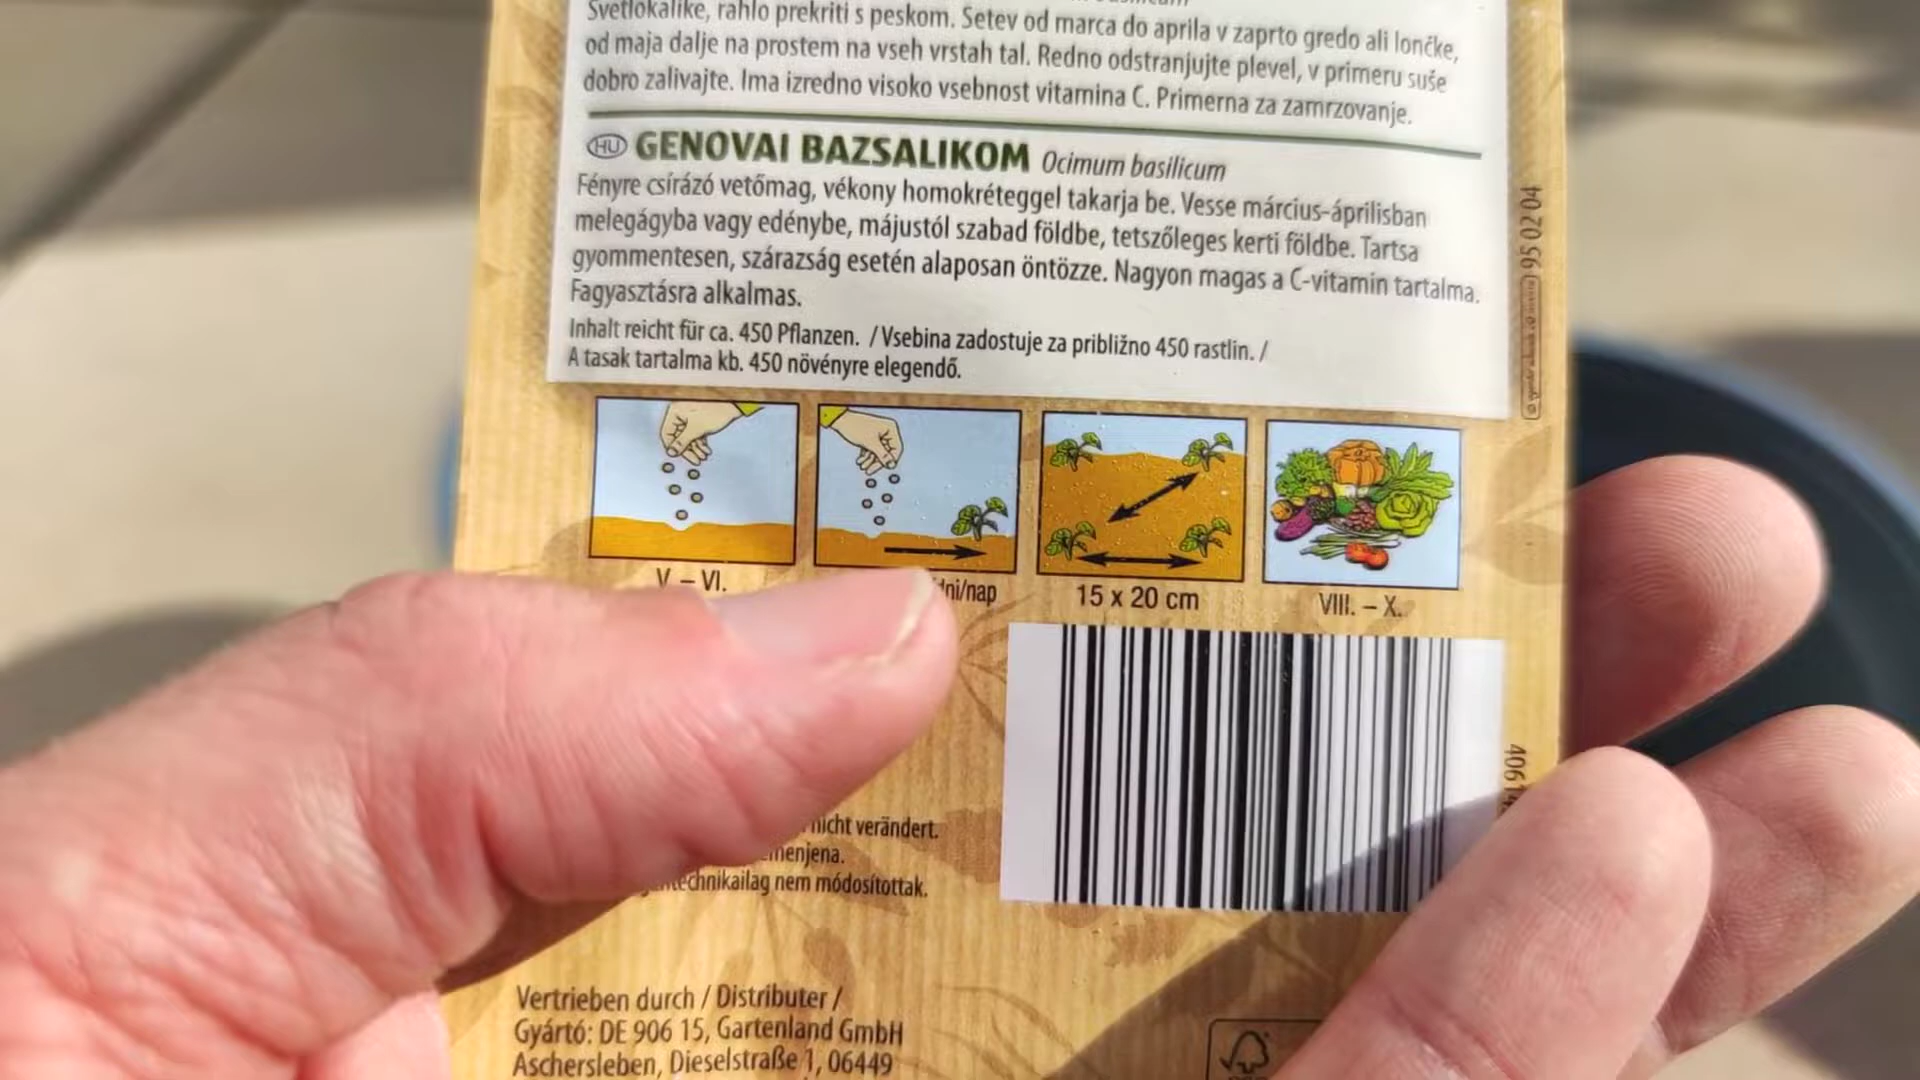 Svetlokalike, rahlo prekriti s peskom. Setev od marca do aprila v zaprto gredo ali lončke,
od maja dalje na prostem na vseh vrstah tal. Redno odstranjujte plevel, v primeru suše
dobro zalivajte. Ima izredno visoko vsebnost vitamina C. Primerna za zamrzovanje.
HU GENOVAI BAZSALIKOM Ocimum basilicum
Fényre csírázó vetőmag, vékony homokréteggel takarja be. Vesse március-áprilisban
melegágyba vagy edénybe, májustól szabad földbe, tetszőleges kerti földbe. Tartsa
gyommentesen, szárazság esetén alaposan öntözze. Nagyon magas a C-vitamin tartalma.
Fagyasztásra alkalmas.
Inhalt reicht für ca. 450 Pflanzen. / Vsebina zadostuje za približno 450 rastlin. /
A tasak tartalma kb. 450 növényre elegendő.
956204
V – VI.
/nap
15 x 20 cm
VIII. – X.
nicht verändert.
nem módosítottak.
Vertrieben durch / Distributer /
Gyártó: DE 906 15, Gartenland GmbH
Aschersleben, Dieselstraße 1, 06449